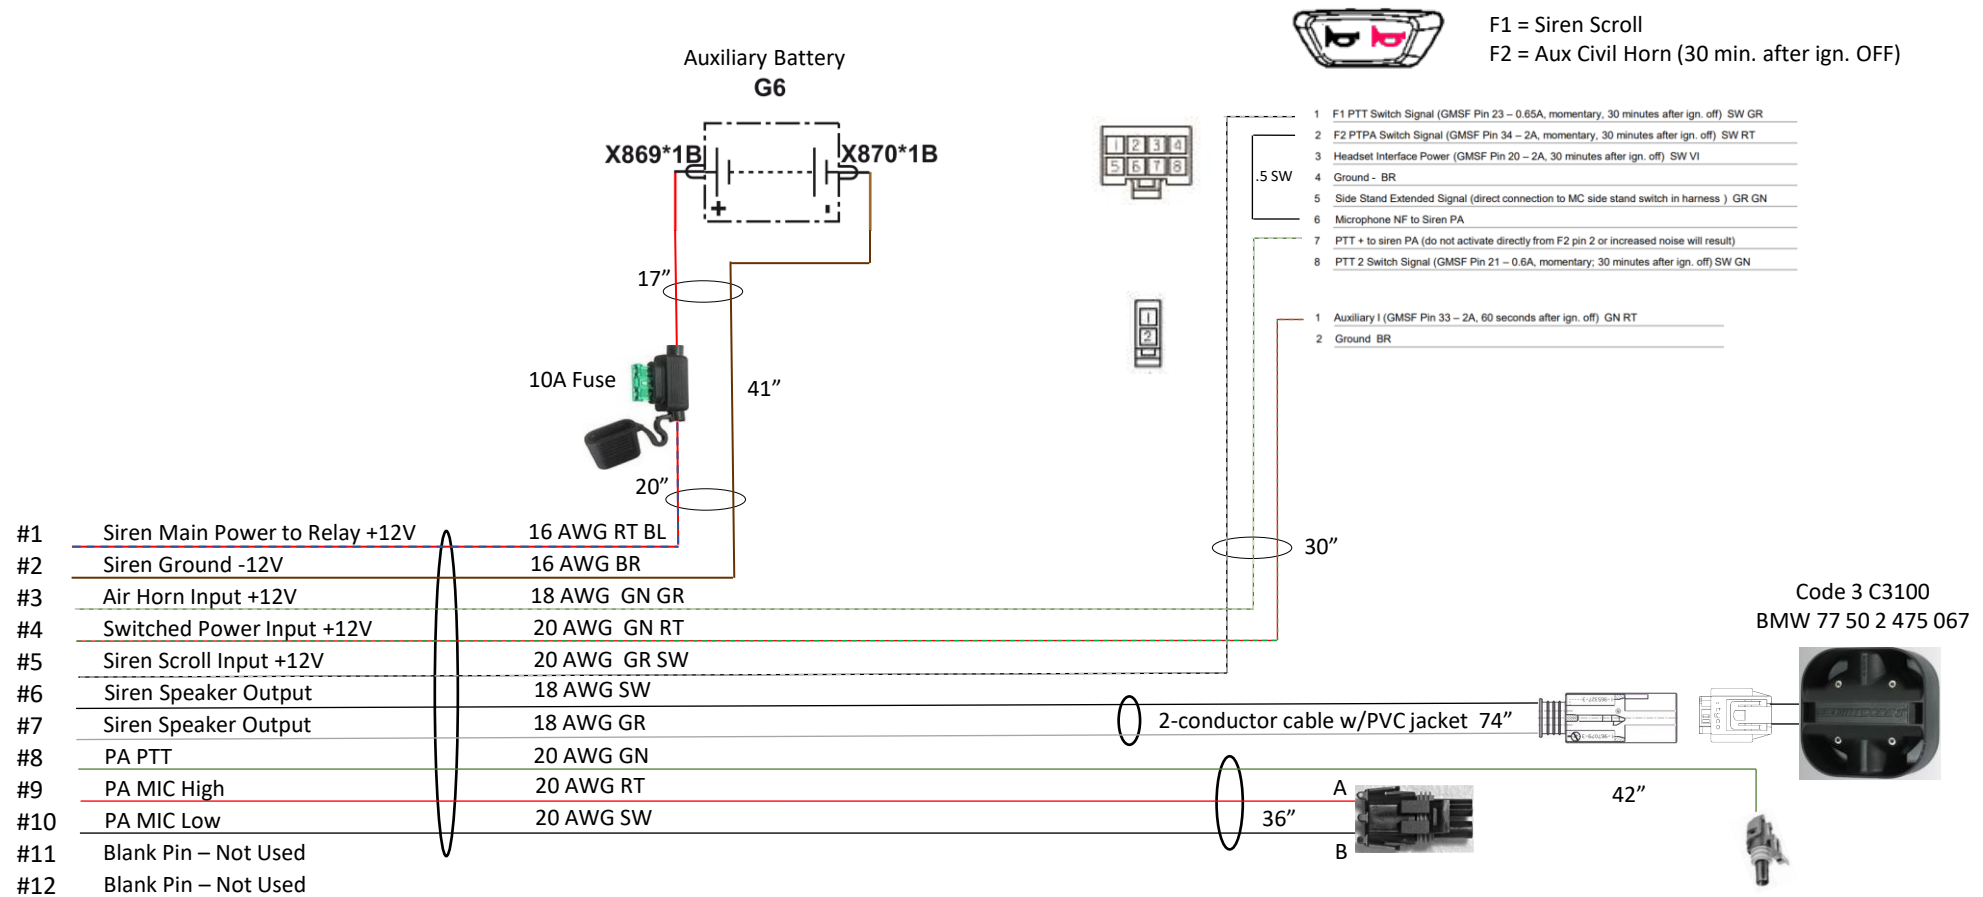 F1 = Siren Scroll
F2 = Aux Civil Horn (30 min. after ign. OFF)
Auxiliary Battery
G6
X869*1B
X870*1B
+
-
1 2 3 4
5 6 7 8
1 F1 PTT Switch Signal (GMSF Pin 23 – 0.65A, momentary, 30 minutes after ign. off) SW GR
2 F2 PTPA Switch Signal (GMSF Pin 34 – 2A, momentary, 30 minutes after ign. off) SW RT
3 Headset Interface Power (GMSF Pin 20 – 2A, 30 minutes after ign. off) SW VI
.5 SW
4 Ground - BR
5 Side Stand Extended Signal (direct connection to MC side stand switch in harness ) GR GN
6 Microphone NF to Siren PA
7 PTT + to siren PA (do not activate directly from F2 pin 2 or increased noise will result)
8 PTT 2 Switch Signal (GMSF Pin 21 – 0.6A, momentary; 30 minutes after ign. off) SW GN
17”
1
2
1 Auxiliary I (GMSF Pin 33 – 2A, 60 seconds after ign. off) GN RT
2 Ground BR
10A Fuse
41”
20”
30”
#1 Siren Main Power to Relay +12V 16 AWG RT BL
#2 Siren Ground -12V 16 AWG BR
#3 Air Horn Input +12V 18 AWG GN GR
#4 Switched Power Input +12V 20 AWG GN RT
#5 Siren Scroll Input +12V 20 AWG GR SW
#6 Siren Speaker Output 18 AWG SW
#7 Siren Speaker Output 18 AWG GR
#8 PA PTT 20 AWG GN
#9 PA MIC High 20 AWG RT
#10 PA MIC Low 20 AWG SW
#11 Blank Pin – Not Used
#12 Blank Pin – Not Used
Code 3 C3100
BMW 77 50 2 475 067
2-conductor cable w/PVC jacket 74”
A
36”
B
42”